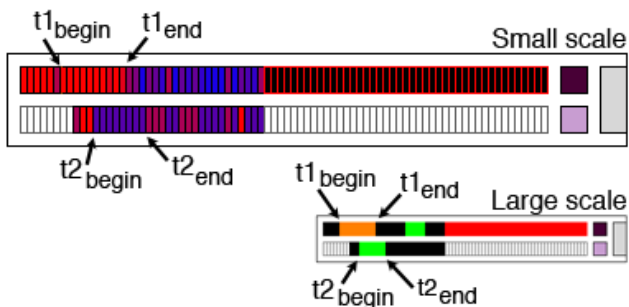 t1begin t1end
Small scale
t2begin t2end
t1begin t1end
Large scale
t2begin t2end